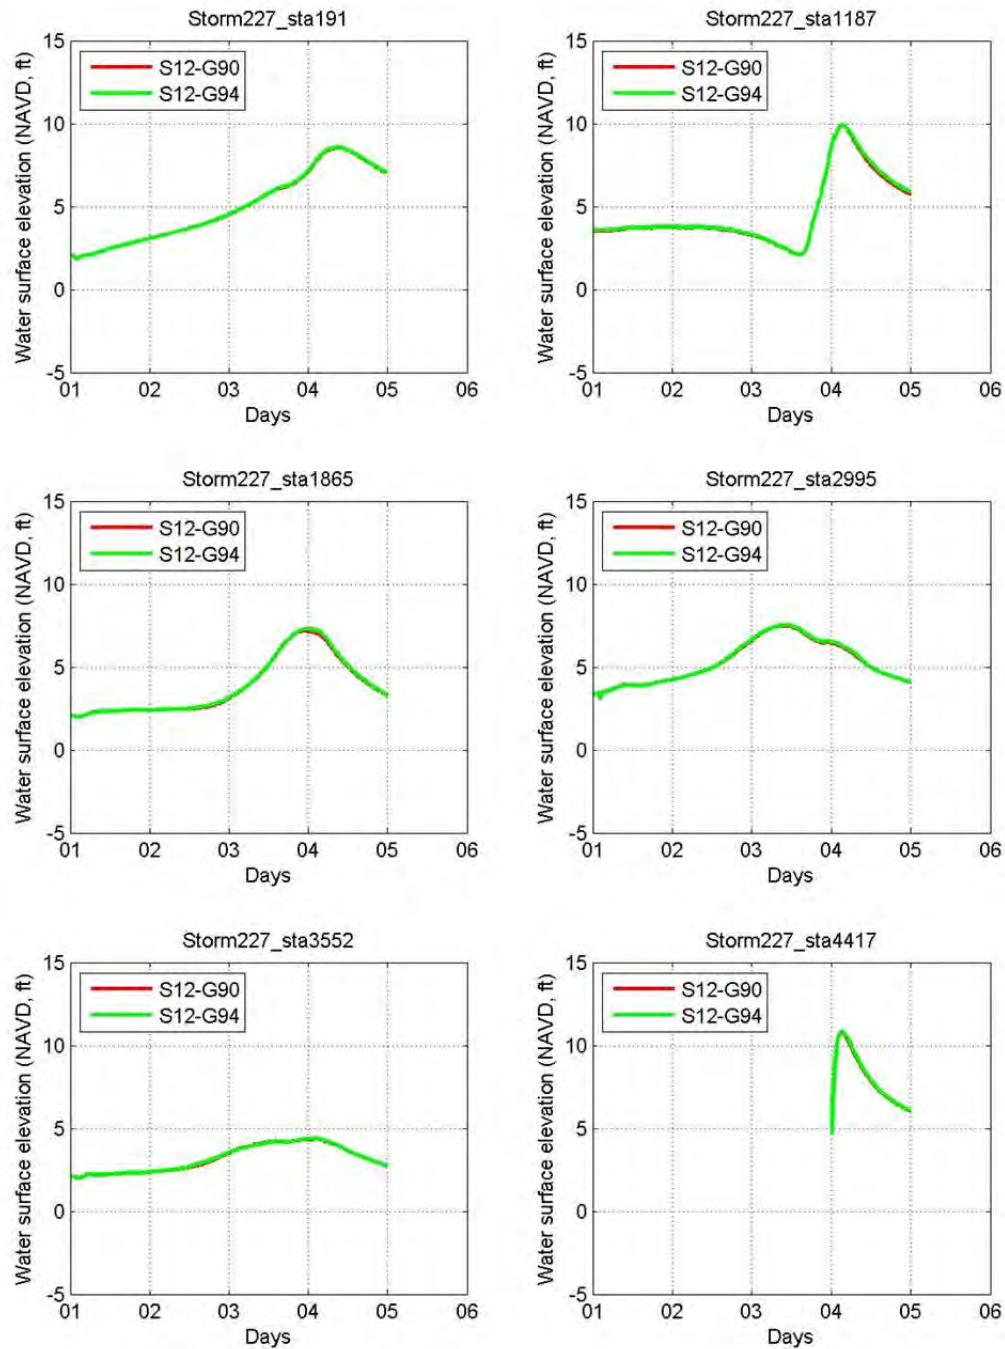 Storm227_sta191
Water surface elevation (NAVD, ft)
15
10
5
0
-5
S12-G90
S12-G94
01 02 03 04 05 06
Days
Storm227_sta1187
Water surface elevation (NAVD, ft)
15
10
5
0
-5
S12-G90
S12-G94
01 02 03 04 05 06
Days
Storm227_sta1865
Water surface elevation (NAVD, ft)
15
10
5
0
-5
S12-G90
S12-G94
01 02 03 04 05 06
Days
Storm227_sta2995
Water surface elevation (NAVD, ft)
15
10
5
0
-5
S12-G90
S12-G94
01 02 03 04 05 06
Days
Storm227_sta3552
Water surface elevation (NAVD, ft)
15
10
5
0
-5
S12-G90
S12-G94
01 02 03 04 05 06
Days
Storm227_sta4417
Water surface elevation (NAVD, ft)
15
10
5
0
-5
S12-G90
S12-G94
01 02 03 04 05 06
Days